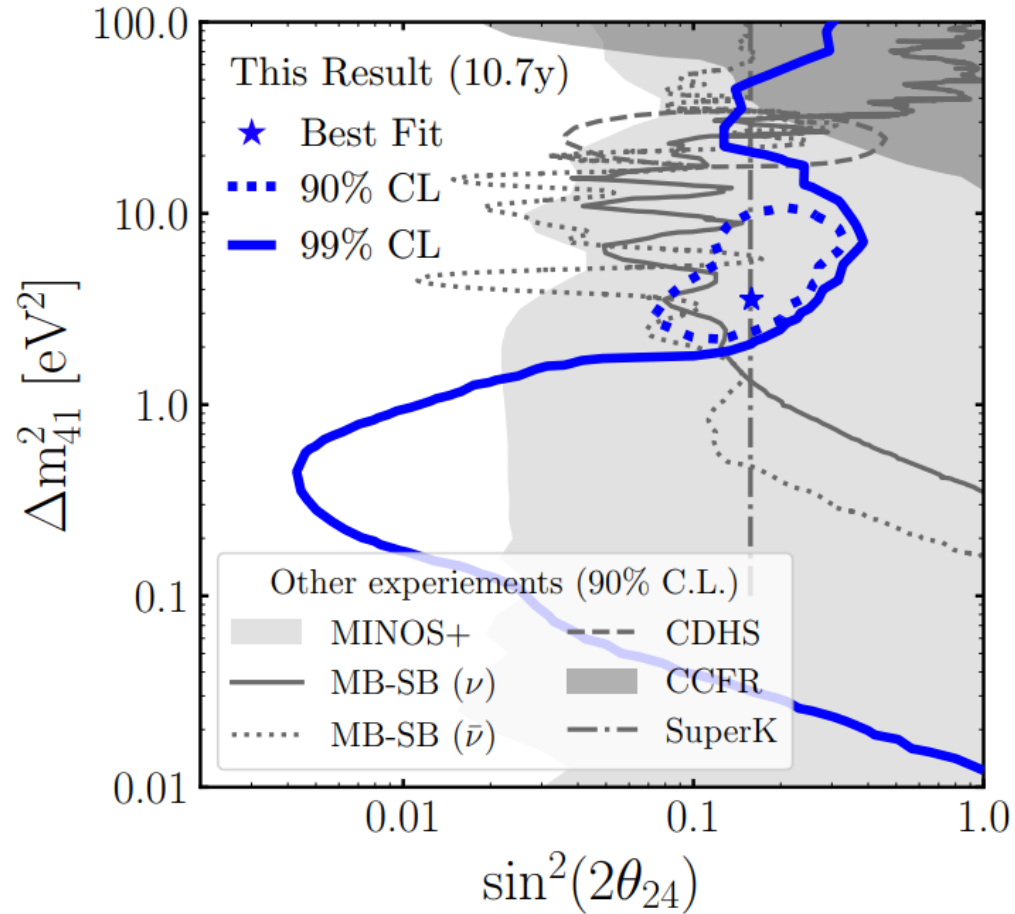 100.0
10.0
1.0
0.1
0.01
Δm²₄₁ [eV²]
This Result (10.7y)
Best Fit
90% CL
99% CL
Other experiements (90% C.L.)
MINOS+
MB-SB (ν)
MB-SB (ν̄)
CDHS
CCFR
SuperK
0.01
0.1
1.0
sin²(2θ₂₄)